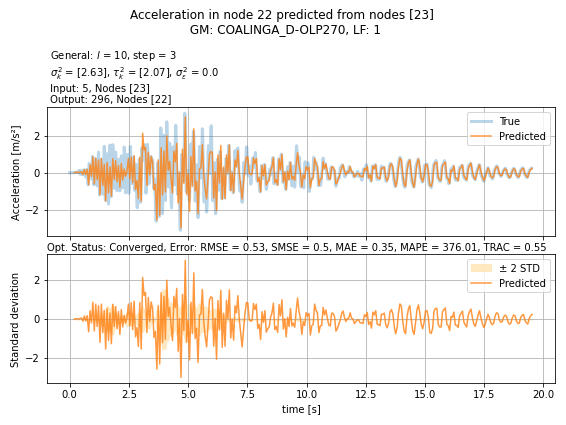 Acceleration in node 22 predicted from nodes [23]
GM: COALINGA_D-OLP270, LF: 1
General: l = 10, step = 3
σ²ₖ = [2.63], τ²ₖ = [2.07], σ²ε = 0.0
Input: 5, Nodes [23]
Output: 296, Nodes [22]
Acceleration [m/s²]
2
0
−2
True
Predicted
Opt. Status: Converged, Error: RMSE = 0.53, SMSE = 0.5, MAE = 0.35, MAPE = 376.01, TRAC = 0.55
Standard deviation
2
0
−2
± 2 STD
Predicted
0.0 2.5 5.0 7.5 10.0 12.5 15.0 17.5 20.0
time [s]